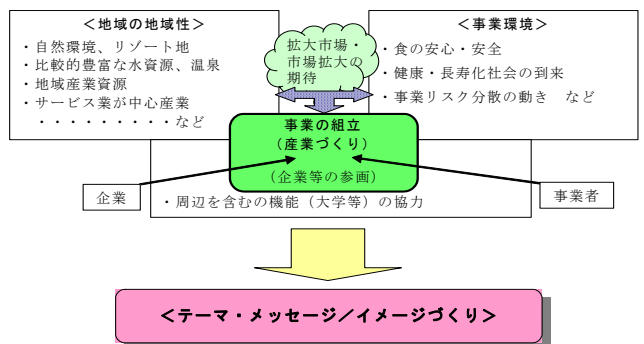 ＜地域の地域性＞
・自然環境、リゾート地
・比較的豊富な水資源、温泉
・地域産業資源
・サービス業が中心産業
・・・・・・・・・など
拡大市場・
市場拡大の
期待
＜事業環境＞
・食の安心・安全
・健康・長寿化社会の到来
・事業リスク分散の動き　など
事業の組立
（産業づくり）
（企業等の参画）
企業
事業者
・周辺を含むの機能（大学等）の協力
＜テーマ・メッセージ／イメージづくり＞